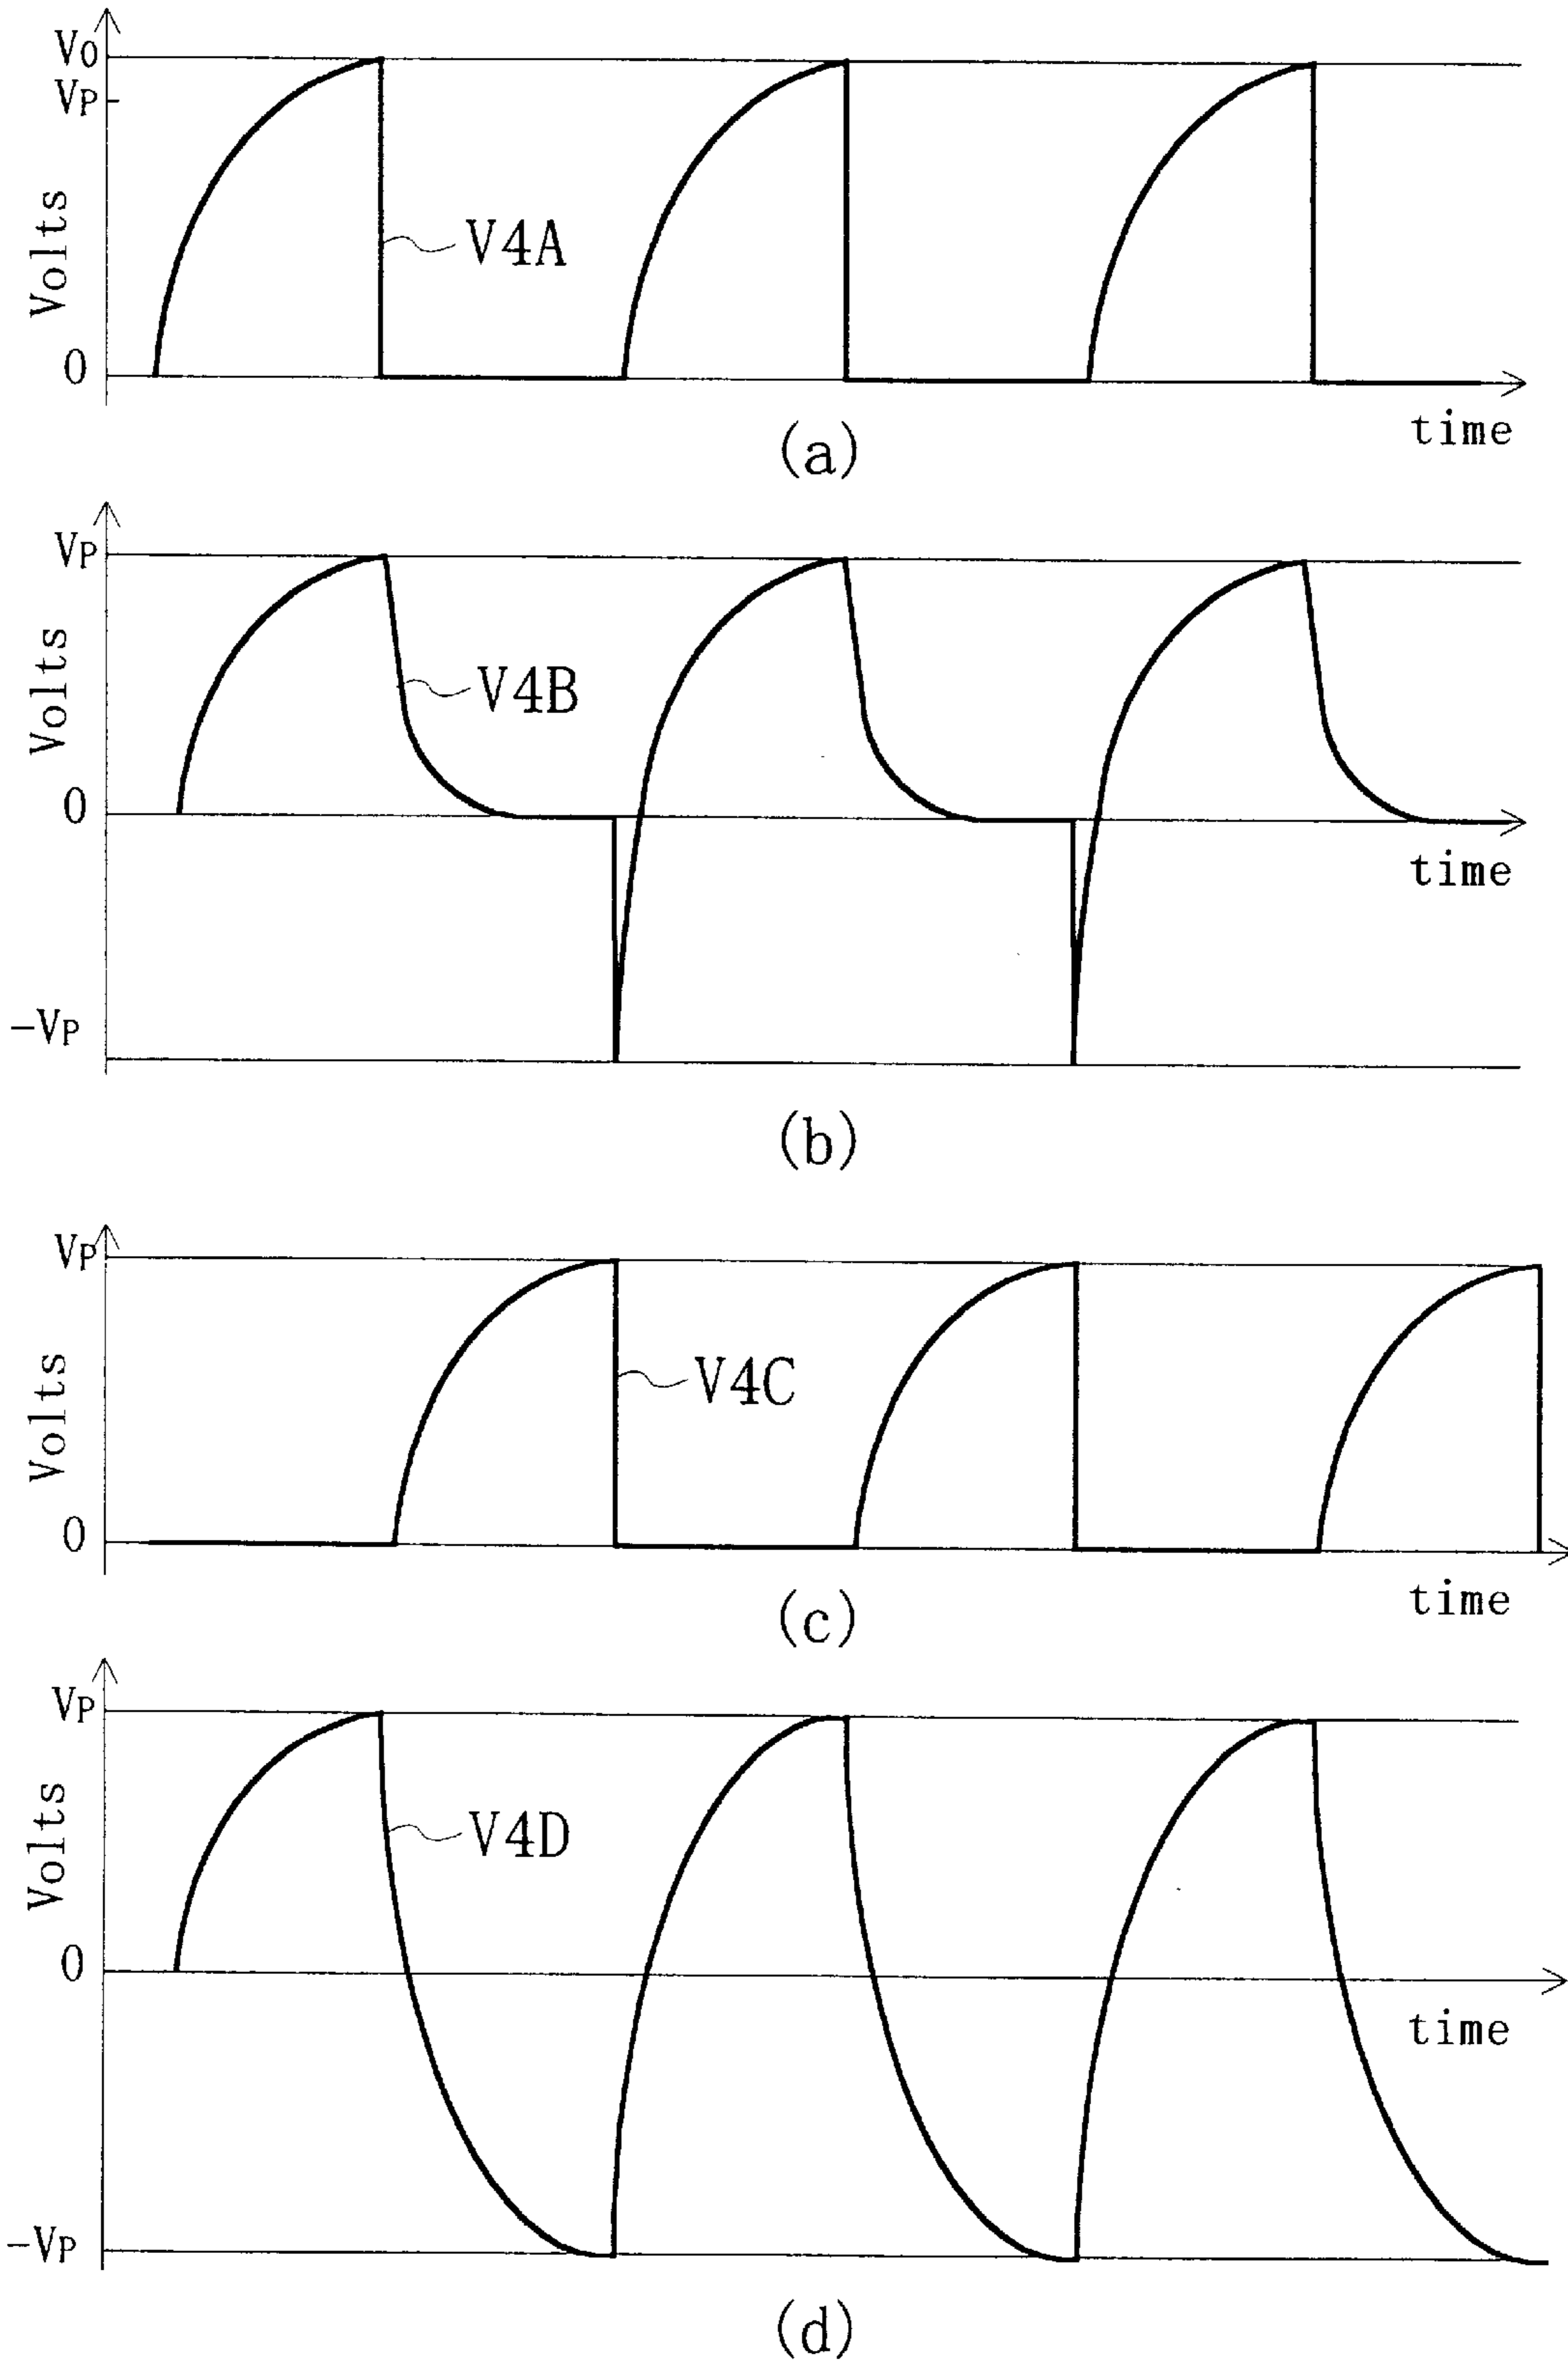 V0
VP
Volts
V4A
0
time
(a)
VP
Volts
V4B
0
time
-VP
(b)
VP
Volts
V4C
0
time
(c)
VP
Volts
V4D
0
time
-VP
(d)